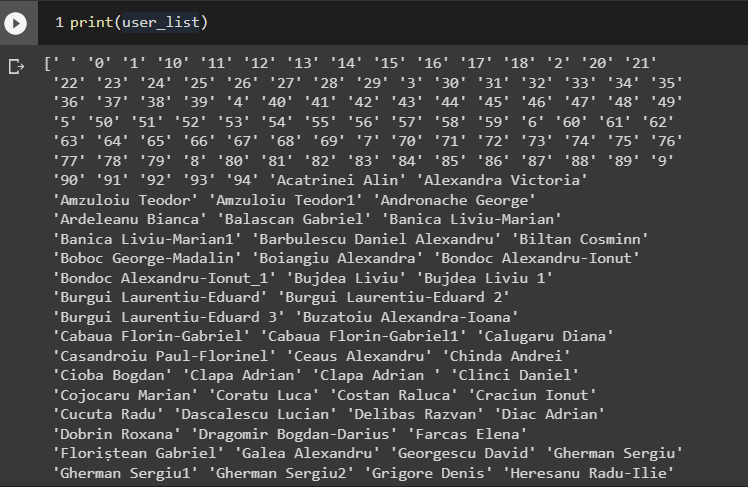 1 print(user_list)
[' ' '0' '1' '10' '11' '12' '13' '14' '15' '16' '17' '18' '2' '20' '21'
'22' '23' '24' '25' '26' '27' '28' '29' '3' '30' '31' '32' '33' '34' '35'
'36' '37' '38' '39' '4' '40' '41' '42' '43' '44' '45' '46' '47' '48' '49'
'5' '50' '51' '52' '53' '54' '55' '56' '57' '58' '59' '6' '60' '61' '62'
'63' '64' '65' '66' '67' '68' '69' '7' '70' '71' '72' '73' '74' '75' '76'
'77' '78' '79' '8' '80' '81' '82' '83' '84' '85' '86' '87' '88' '89' '9'
'90' '91' '92' '93' '94' 'Acatrinei Alin' 'Alexandra Victoria'
'Amzuloiu Teodor' 'Amzuloiu Teodor1' 'Andronache George'
'Ardeleanu Bianca' 'Balascan Gabriel' 'Banica Liviu-Marian'
'Banica Liviu-Marian1' 'Barbulescu Daniel Alexandru' 'Biltan Cosminn'
'Boboc George-Madalin' 'Boiangiu Alexandra' 'Bondoc Alexandru-Ionut'
'Bondoc Alexandru-Ionut_1' 'Bujdea Liviu' 'Bujdea Liviu 1'
'Burgui Laurentiu-Eduard' 'Burgui Laurentiu-Eduard 2'
'Burgui Laurentiu-Eduard 3' 'Buzatoiu Alexandra-Ioana'
'Cabaua Florin-Gabriel' 'Cabaua Florin-Gabriel1' 'Calugaru Diana'
'Casandroiu Paul-Florinel' 'Ceaus Alexandru' 'Chinda Andrei'
'Cioba Bogdan' 'Clapa Adrian' 'Clapa Adrian ' 'Clinci Daniel'
'Cojocaru Marian' 'Coratu Luca' 'Costan Raluca' 'Craciun Ionut'
'Cucuta Radu' 'Dascalescu Lucian' 'Delibas Razvan' 'Diac Adrian'
'Dobrin Roxana' 'Dragomir Bogdan-Darius' 'Farcas Elena'
'Floriștean Gabriel' 'Galea Alexandru' 'Georgescu David' 'Gherman Sergiu'
'Gherman Sergiu1' 'Gherman Sergiu2' 'Grigore Denis' 'Heresanu Radu-Ilie'